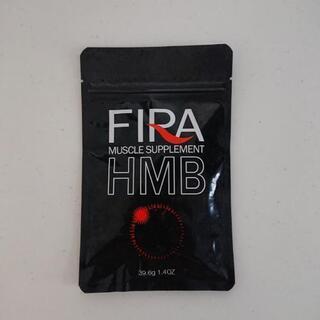 FIRA
MUSCLE SUPPLEMENT
HMB
39.6g 1.4OZ